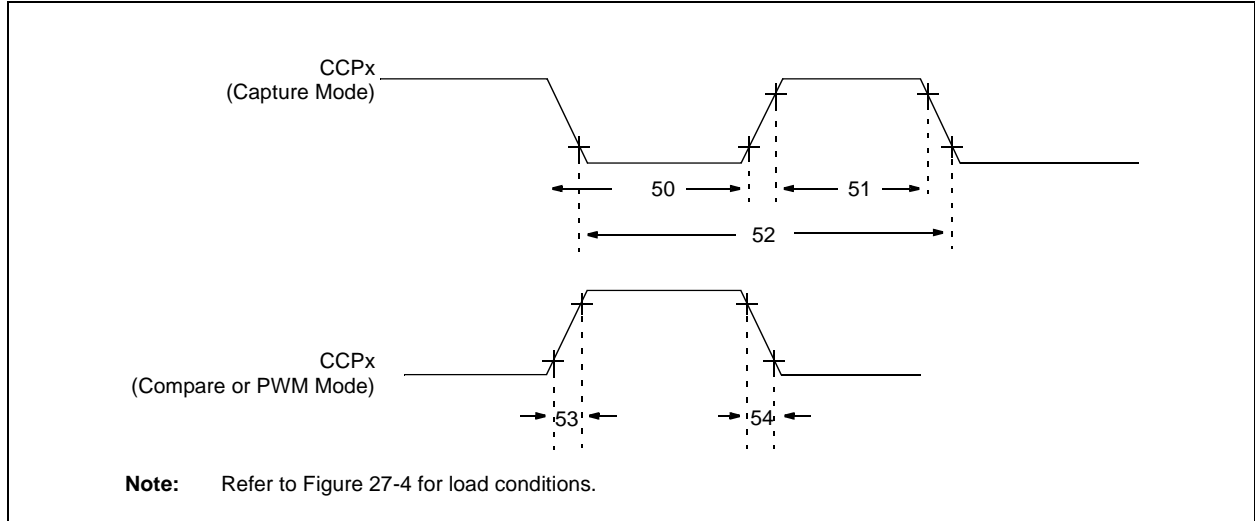 CCPx
(Capture Mode)
50
51
52
CCPx
(Compare or PWM Mode)
53
54
Note: Refer to Figure 27-4 for load conditions.